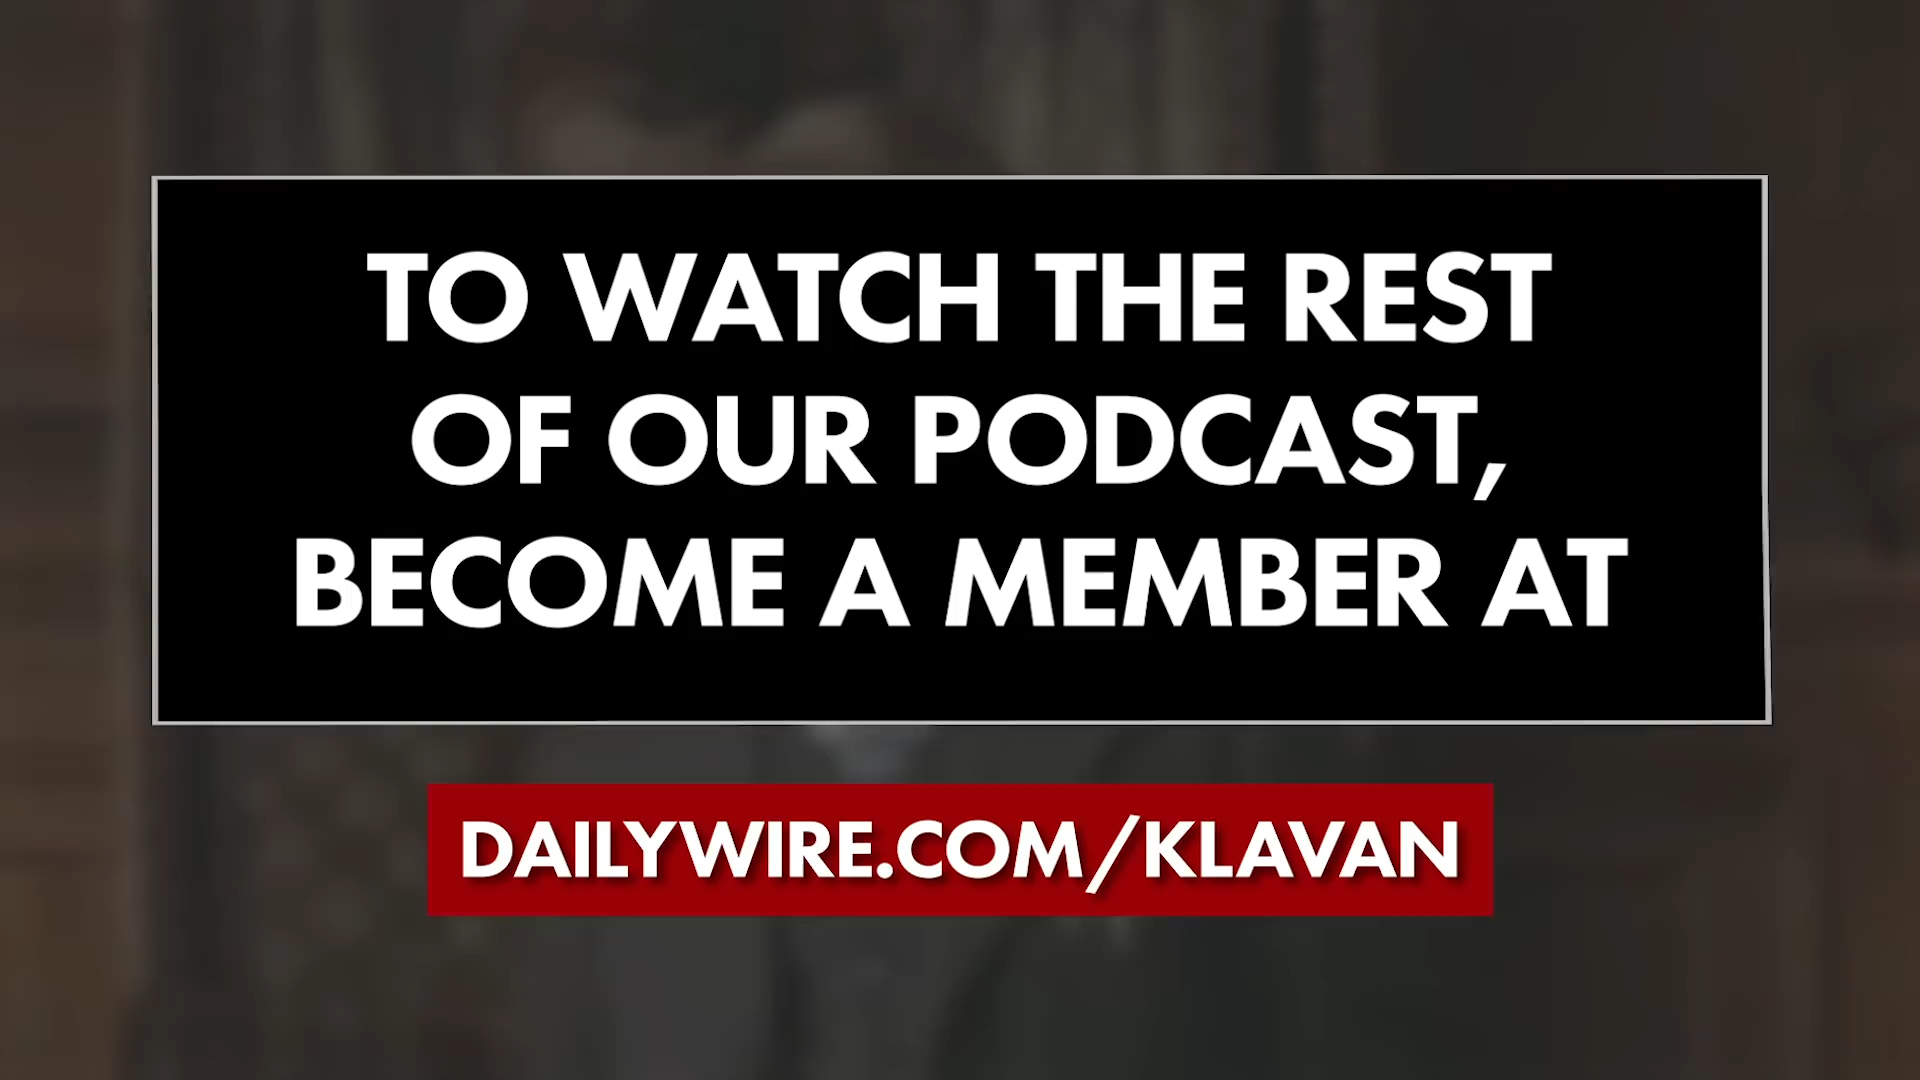 TO WATCH THE REST
OF OUR PODCAST,
BECOME A MEMBER AT
DAILYWIRE.COM/KLAVAN